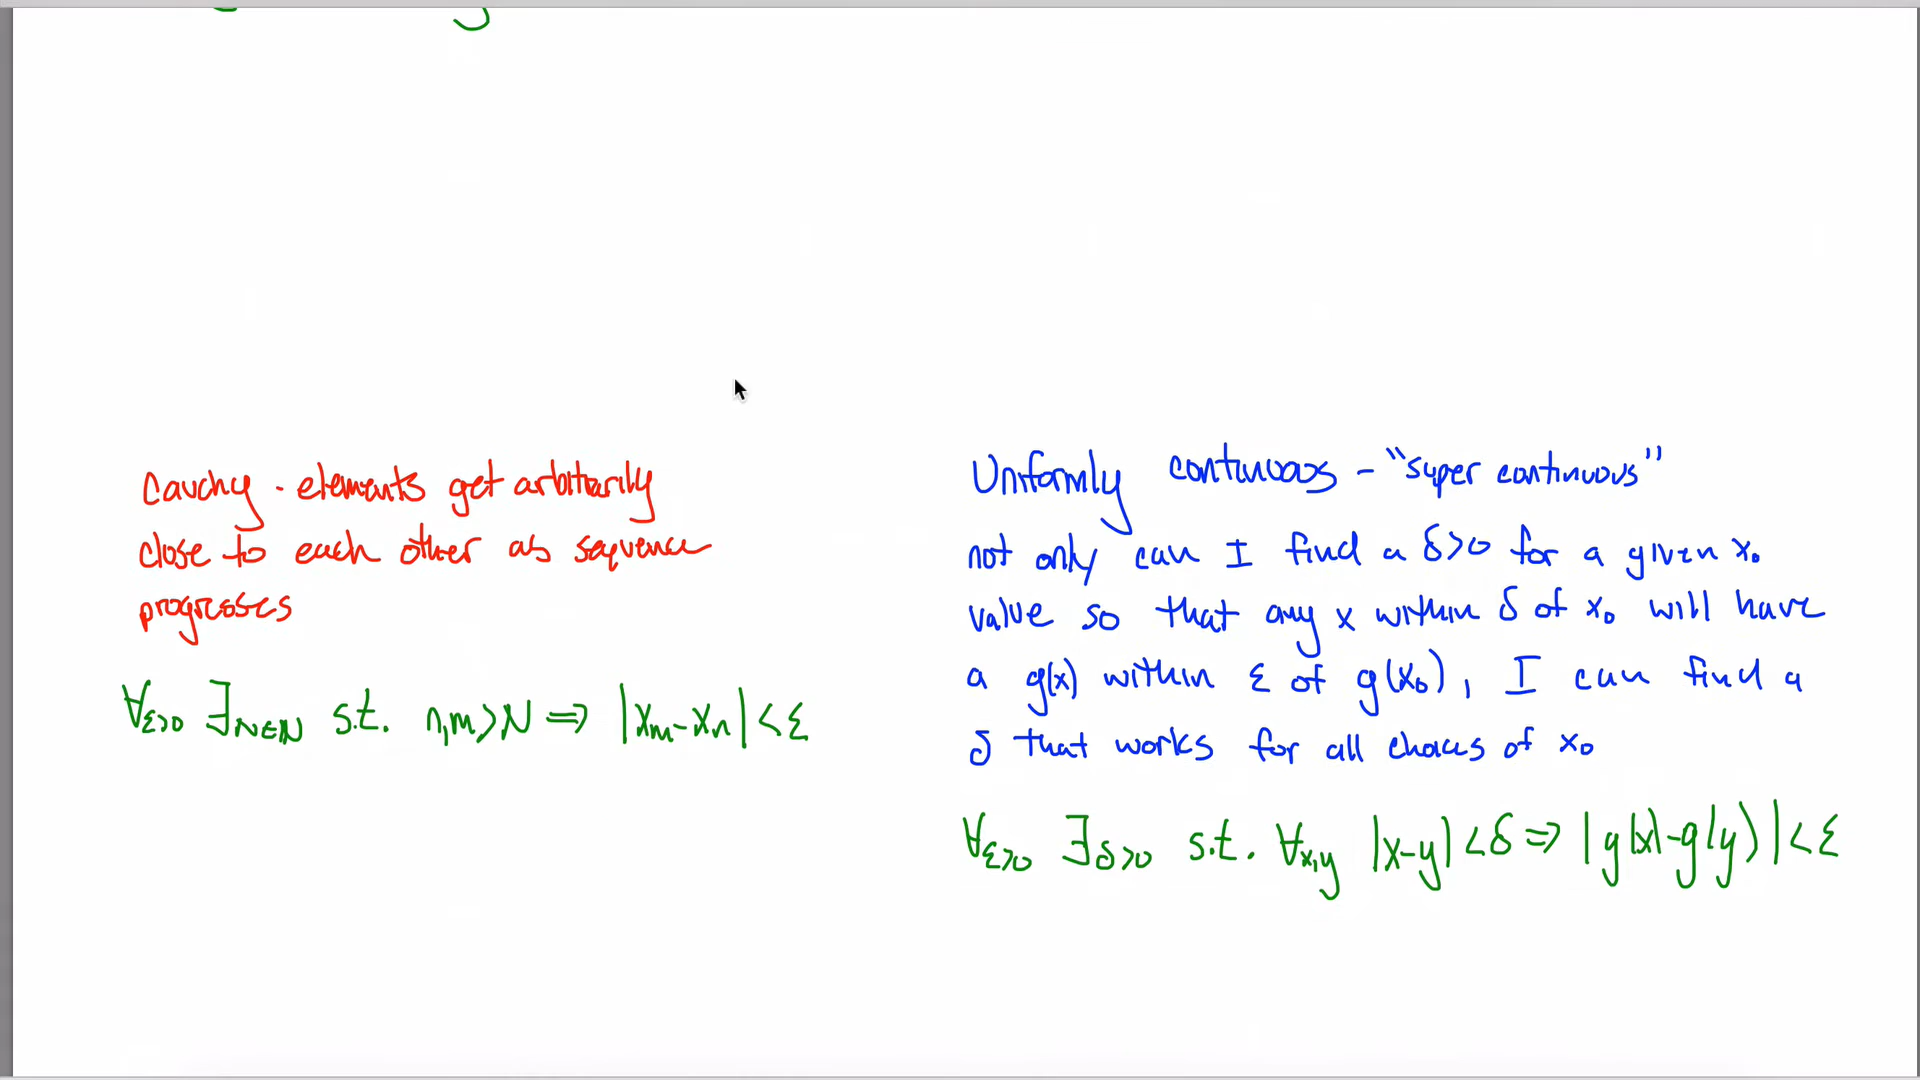 Cauchy - elements get arbitrarily
close to each other as sequence
progresses
∀ε>0 ∃N∈ℕ s.t. n,m>N ⟹ |xm-xn|<ε
Uniformly continuous - "super continuous"
not only can I find a δ>0 for a given x₀
value so that any x within δ of x₀ will have
a g(x) within ε of g(x₀), I can find a
δ that works for all choices of x₀
∀ε>0 ∃δ>0 s.t. ∀x,y |x-y|<δ ⟹ |g(x)-g(y)|<ε